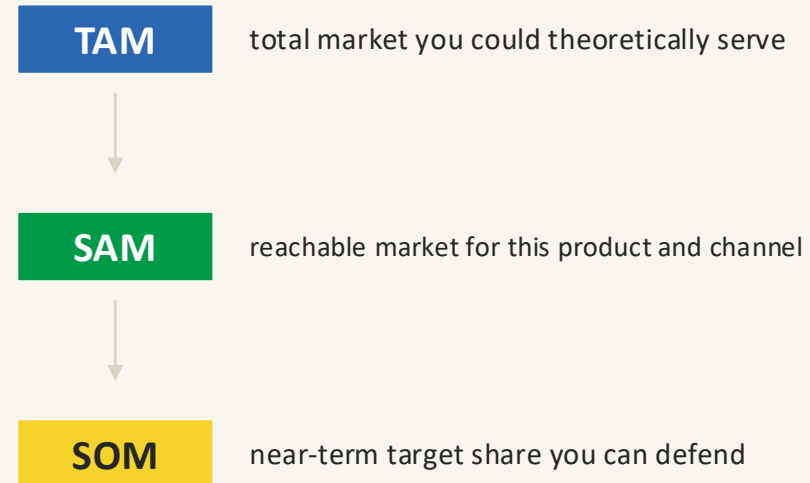 TAM total market you could theoretically serve
SAM reachable market for this product and channel
SOM near-term target share you can defend